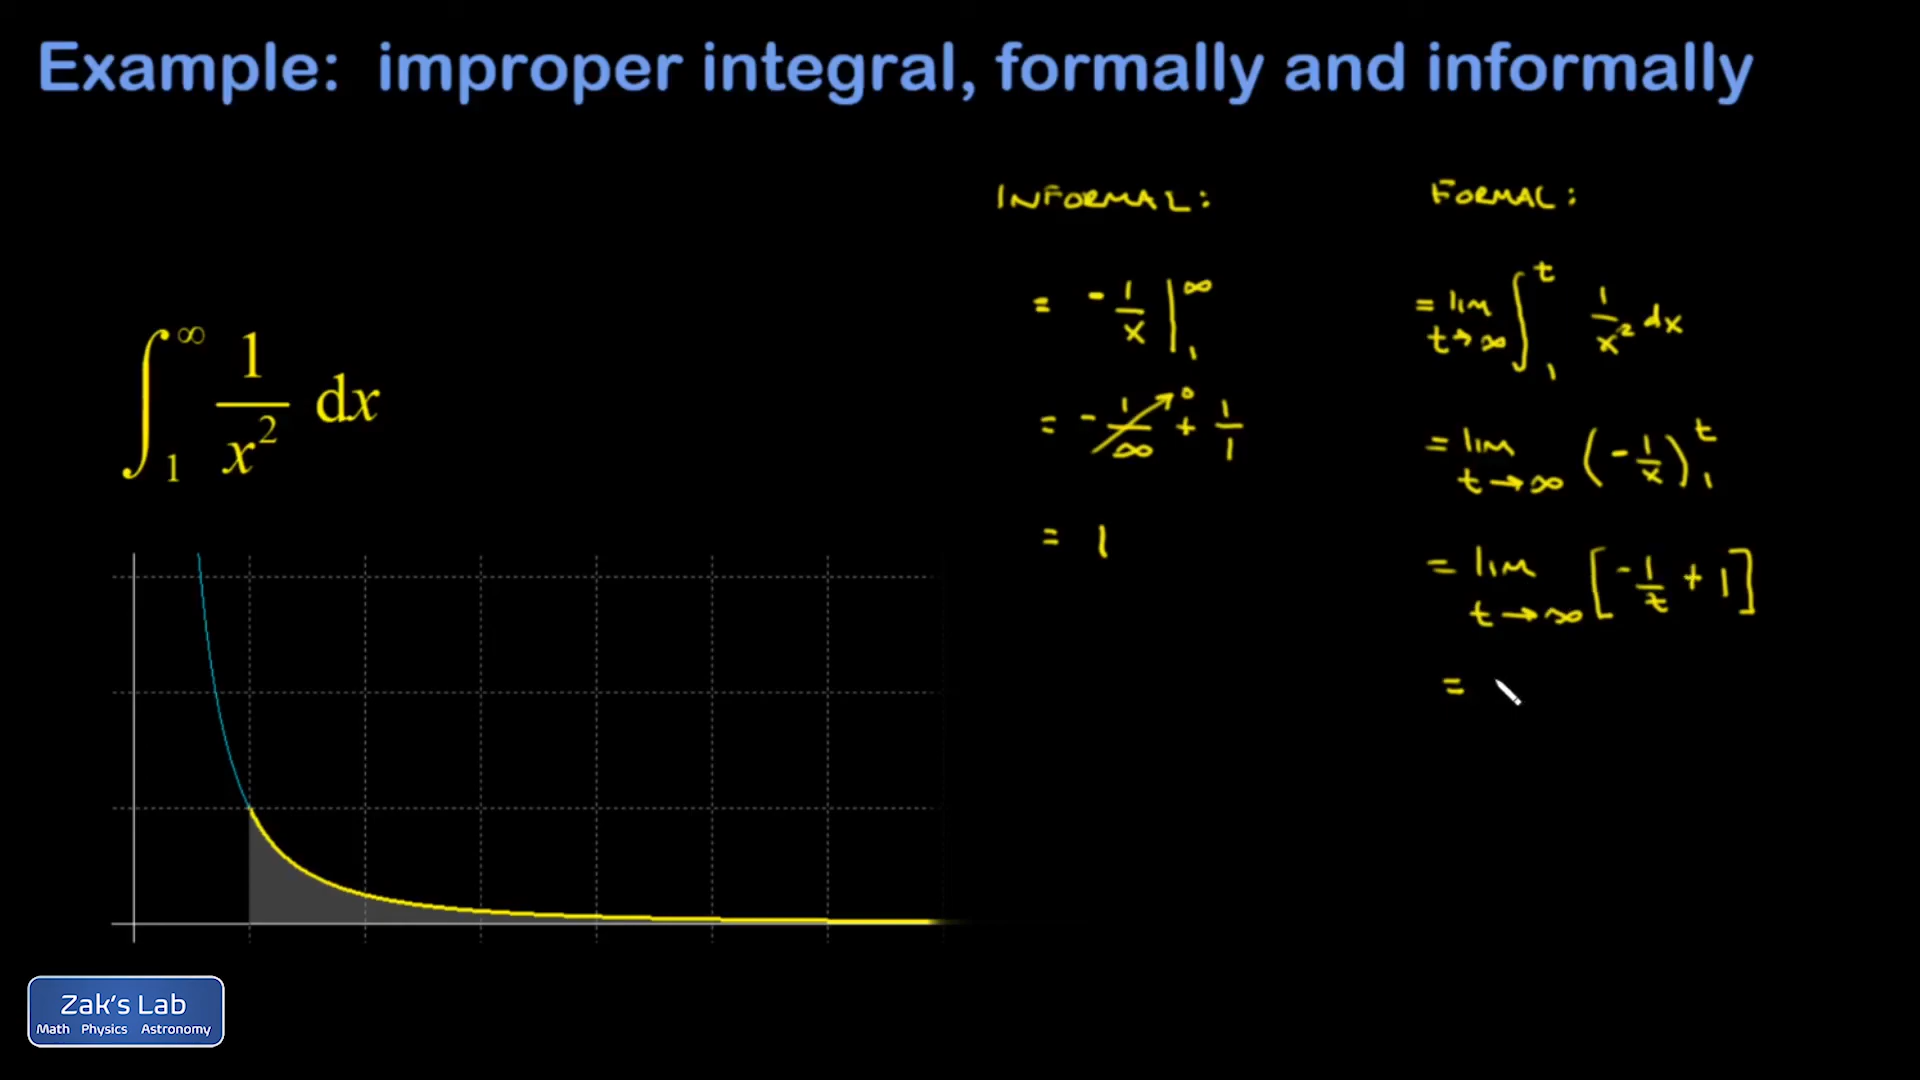 Example: improper integral, formally and informally
∫₁^∞ 1/x² dx
INFORMAL:
= -1/x |₁^∞
= -1/∞ ↗0 + 1/1
= 1
FORMAL:
= lim t→∞ ∫₁^t 1/x² dx
= lim t→∞ (-1/x)₁^t
= lim t→∞ [-1/t + 1]
=
Zak's Lab
Math Physics Astronomy